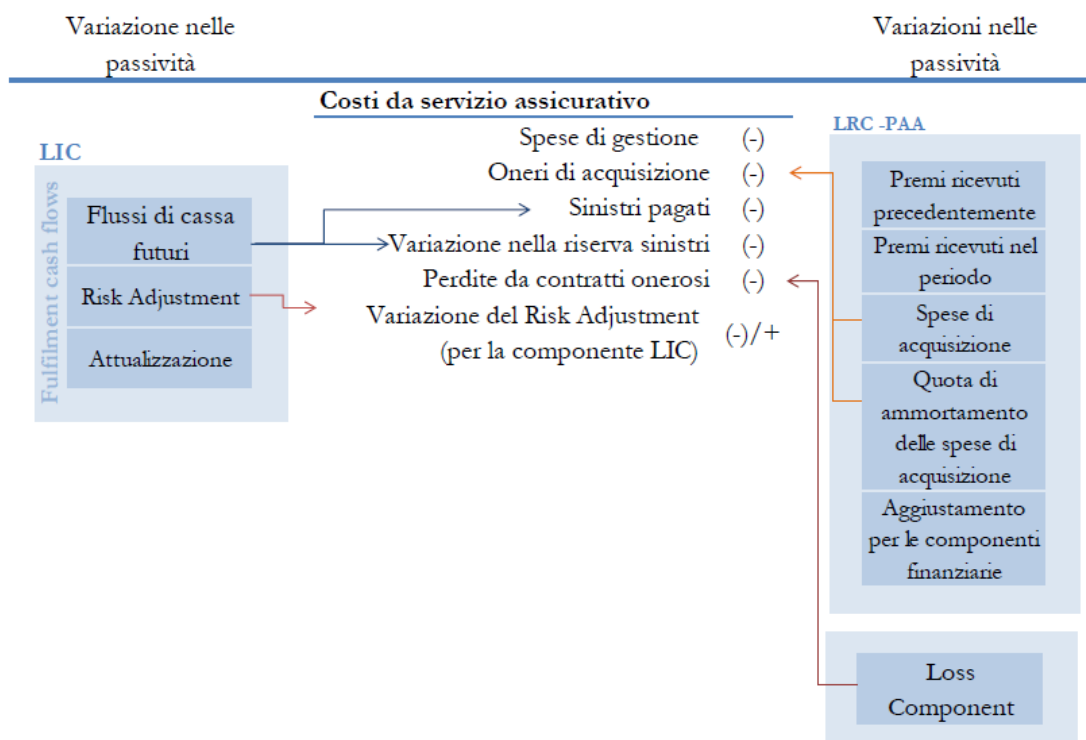 Variazione nelle
passività
Variazioni nelle
passività
Costi da servizio assicurativo
LIC
Fulfilment cash flows
Flussi di cassa
futuri
Risk Adjustment
Attualizzazione
Spese di gestione (-)
Oneri di acquisizione (-)
Sinistri pagati (-)
Variazione nella riserva sinistri (-)
Perdite da contratti onerosi (-)
Variazione del Risk Adjustment
(per la componente LIC) (-)/+
LRC -PAA
Premi ricevuti
precedentemente
Premi ricevuti nel
periodo
Spese di
acquisizione
Quota di
ammortamento
delle spese di
acquisizione
Aggiustamento
per le componenti
finanziarie
Loss
Component